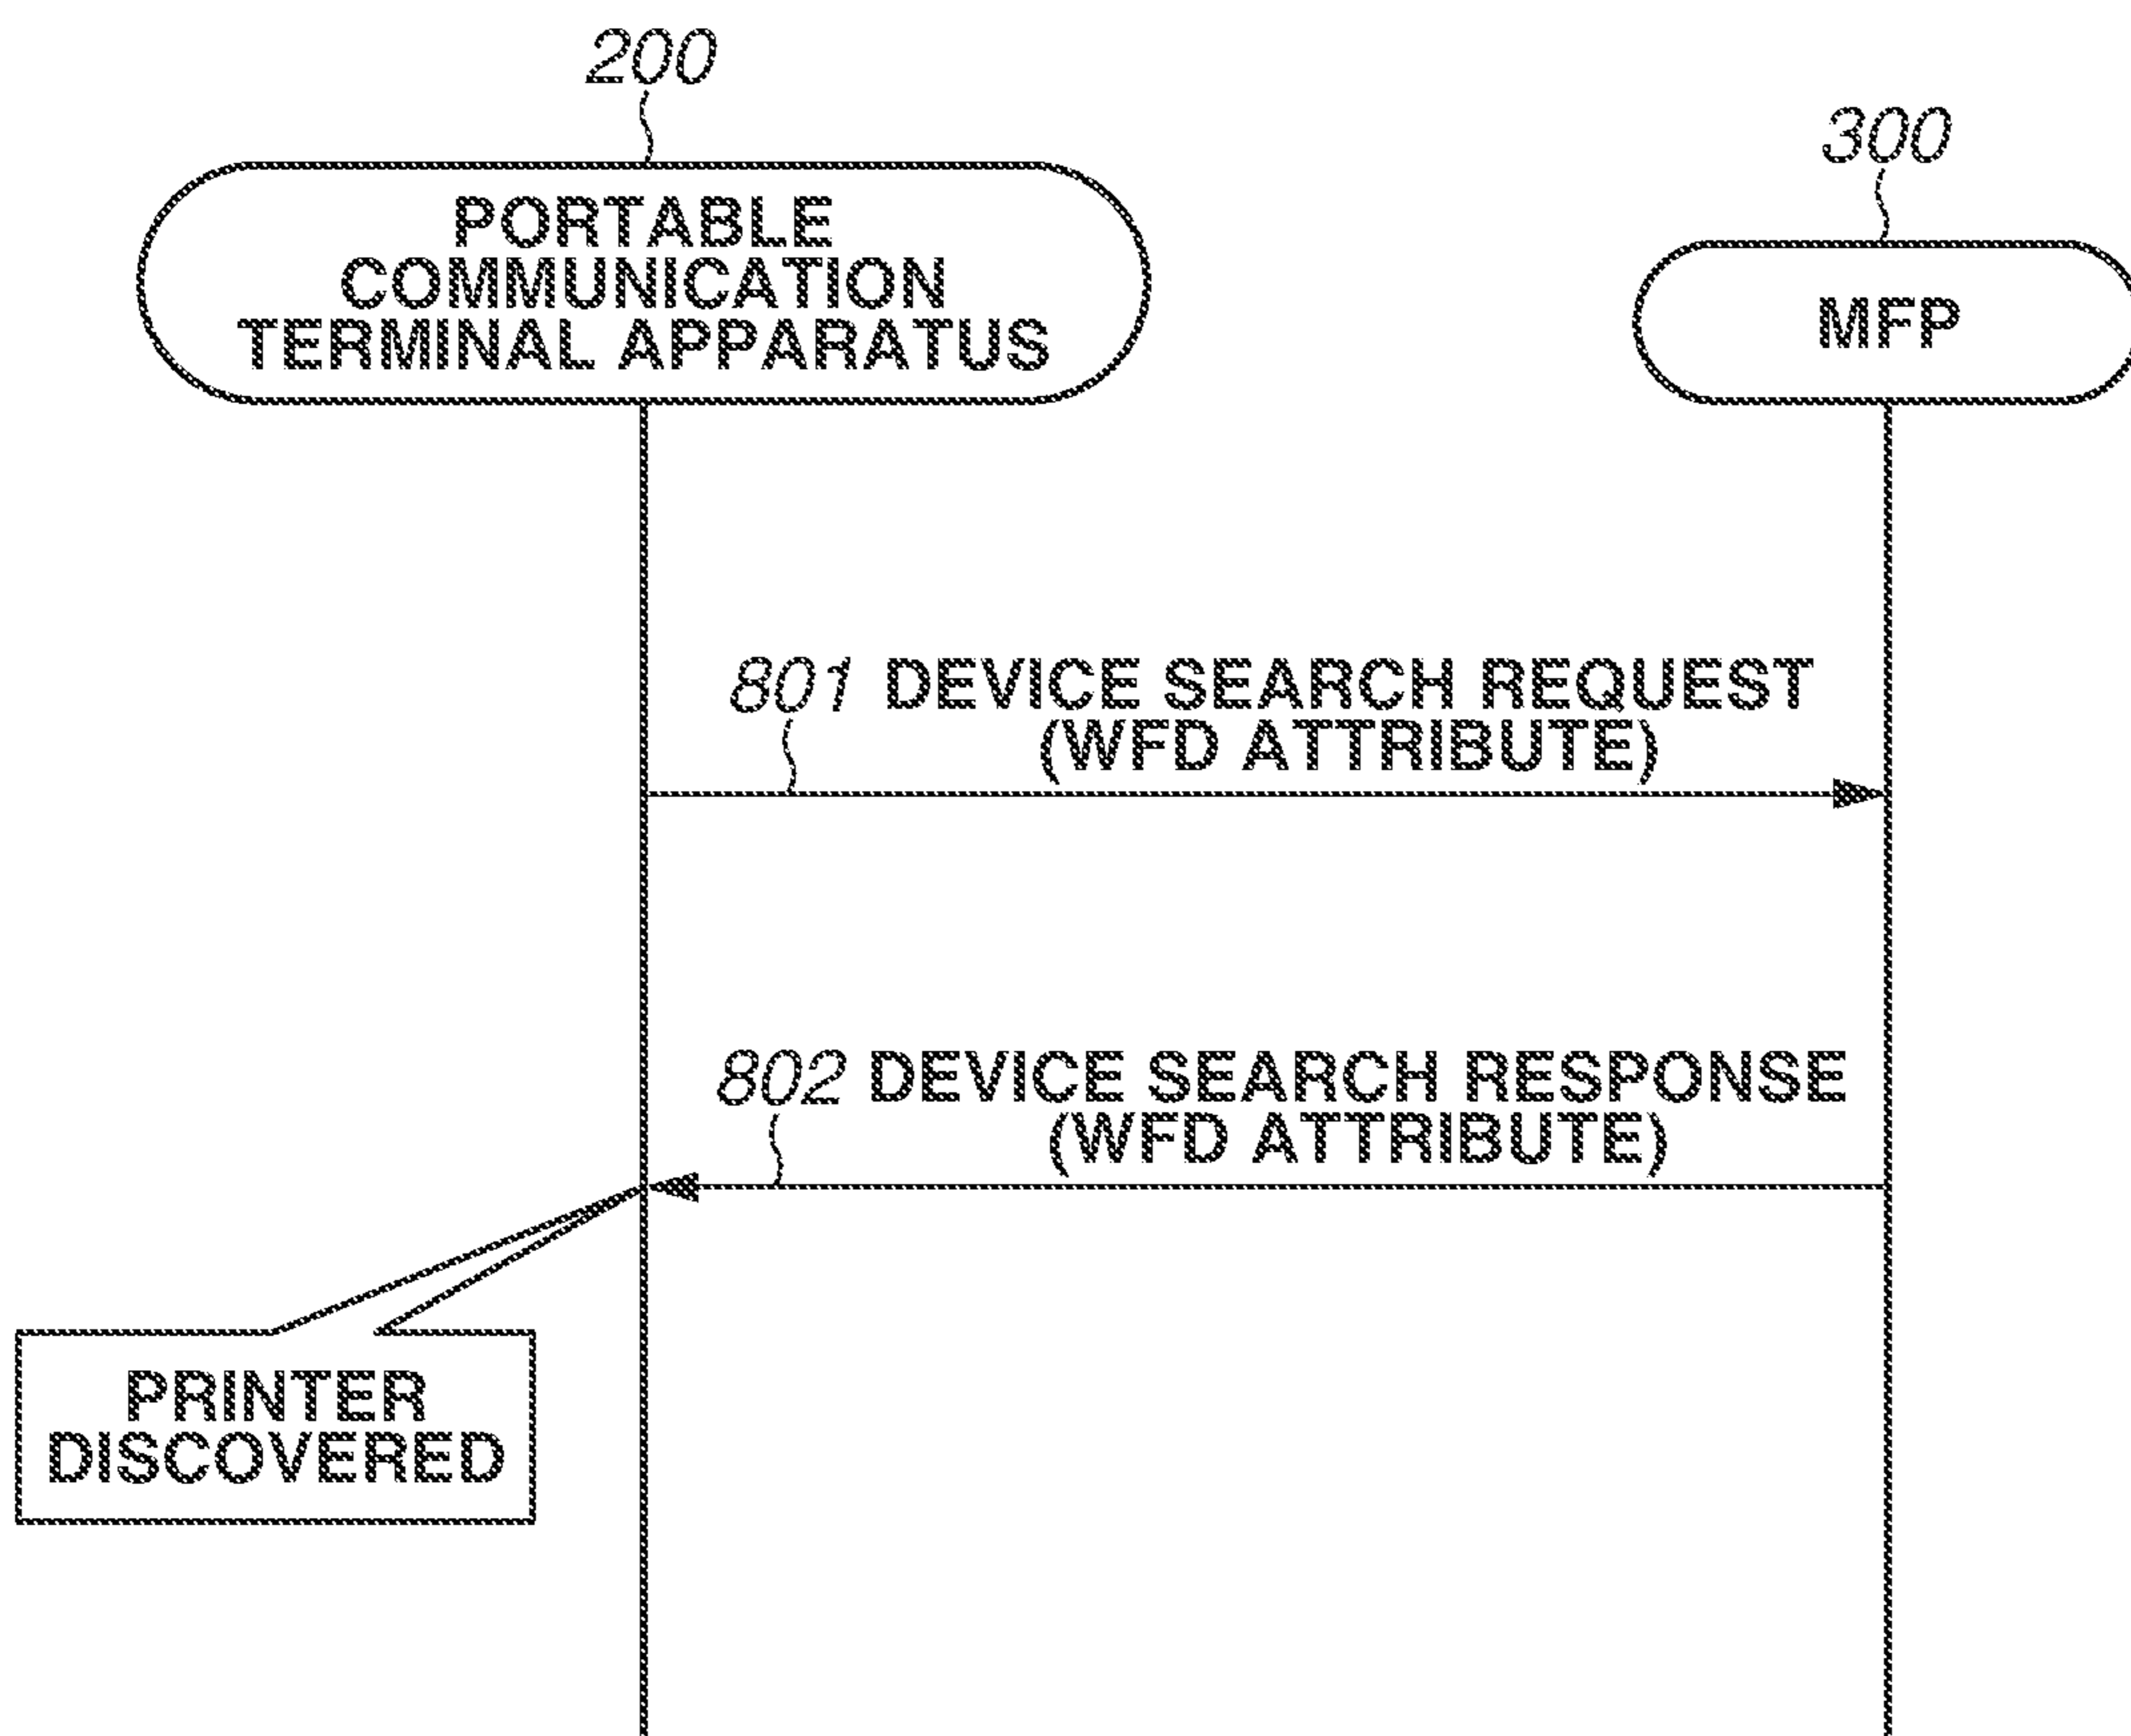 200
PORTABLE
COMMUNICATION
TERMINAL APPARATUS
300
MFP
801 DEVICE SEARCH REQUEST
(WFD ATTRIBUTE)
802 DEVICE SEARCH RESPONSE
(WFD ATTRIBUTE)
PRINTER
DISCOVERED